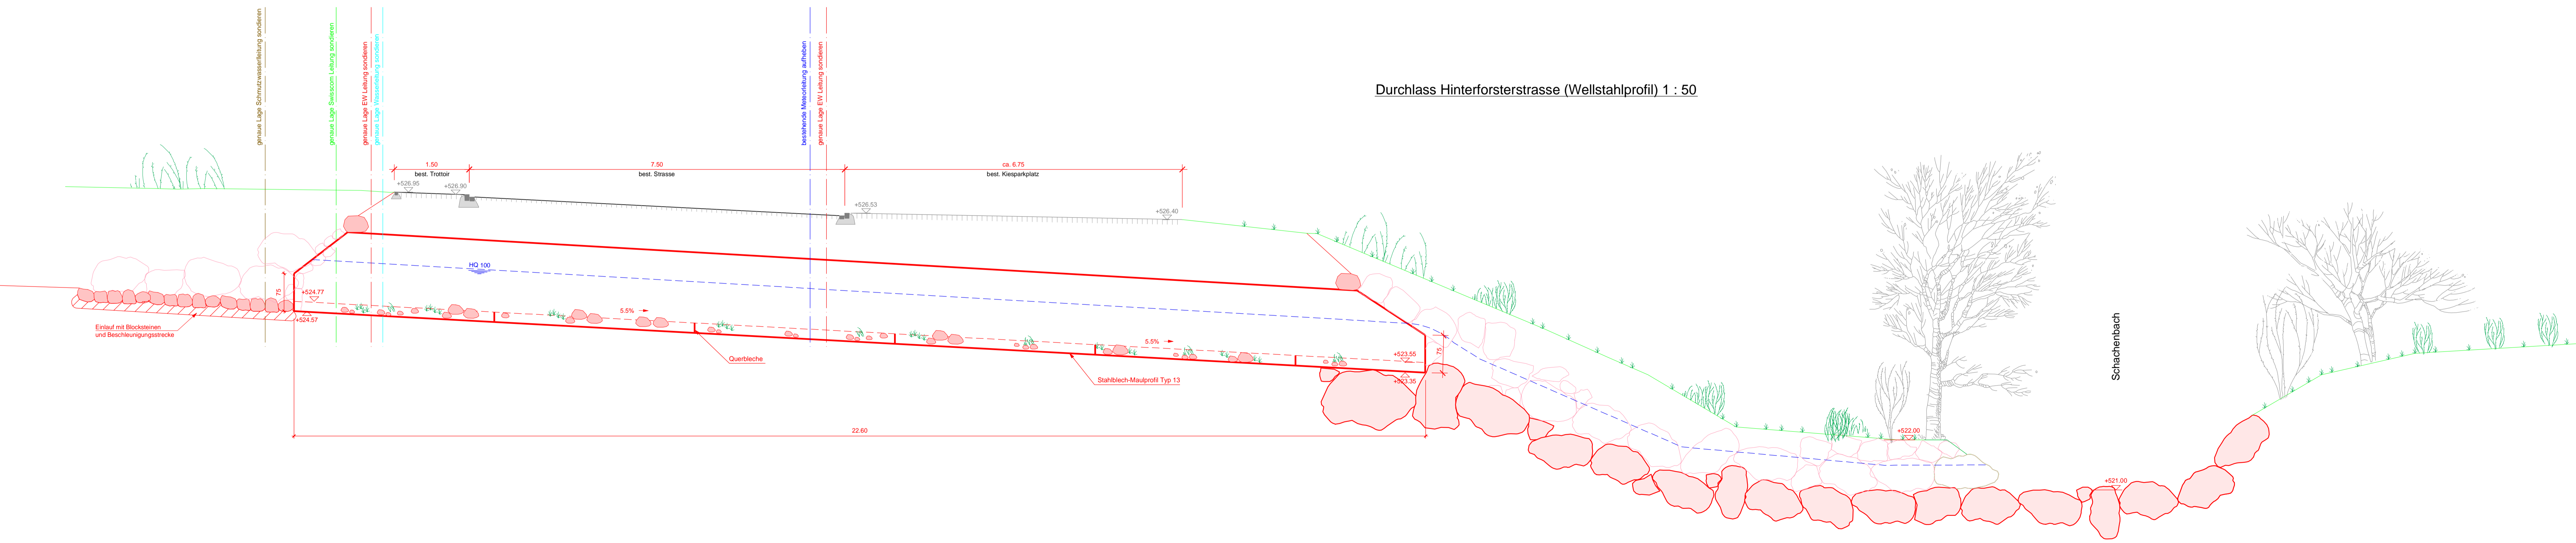 Durchlass Hinterforsterstrasse (Wellstahlprofil) 1 : 50
genaue Lage Schmutzwasserleitung sondieren
genaue Lage Swisscom Leitung sondieren
genaue Lage EW Leitung sondieren
genaue Lage Wasserleitung sondieren
bestehende Meteorleitung aufheben
genaue Lage EW Leitung sondieren
1.50
best. Trottoir
7.50
best. Strasse
ca. 6.75
best. Kiesparkplatz
+526.95
+526.90
+526.53
+526.40
HQ 100
75
+524.77
+524.57
Einlauf mit Blocksteinen
und Beschleunigungsstrecke
5.5%
Querbleche
5.5%
Stahlblech-Maulprofil Typ 13
+523.55
75
+523.35
22.60
+522.00
Schachenbach
+521.00